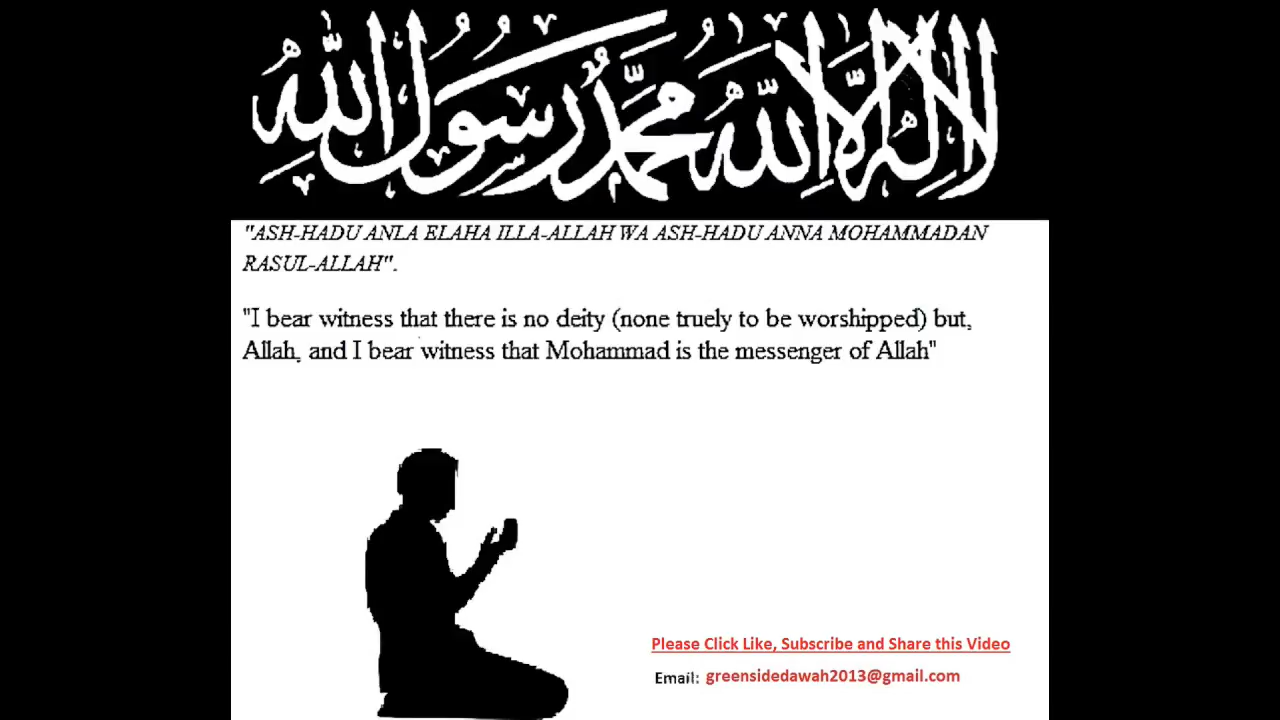 لا إله إلا الله محمد رسول الله
"ASH-HADU ANLA ELAHA ILLA-ALLAH WA ASH-HADU ANNA MOHAMMADAN
RASUL-ALLAH".
"I bear witness that there is no deity (none truely to be worshipped) but,
Allah, and I bear witness that Mohammad is the messenger of Allah"
Please Click Like, Subscribe and Share this Video
Email: greensidedawah2013@gmail.com